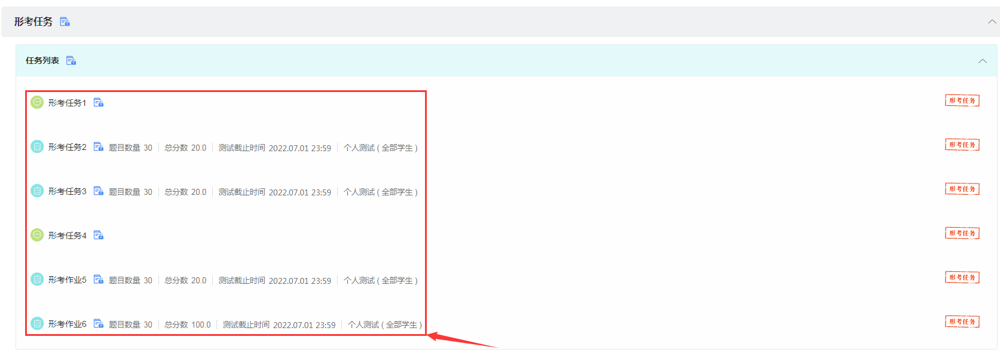 形考任务
任务列表
形考任务1 形考任务
形考任务2 题目数量 30 总分数 20.0 测试截止时间 2022.07.01 23:59 个人测试 ( 全部学生 ) 形考任务
形考任务3 题目数量 30 总分数 20.0 测试截止时间 2022.07.01 23:59 个人测试 ( 全部学生 ) 形考任务
形考任务4 形考任务
形考作业5 题目数量 30 总分数 20.0 测试截止时间 2022.07.01 23:59 个人测试 ( 全部学生 ) 形考任务
形考作业6 题目数量 30 总分数 100.0 测试截止时间 2022.07.01 23:59 个人测试 ( 全部学生 ) 形考任务